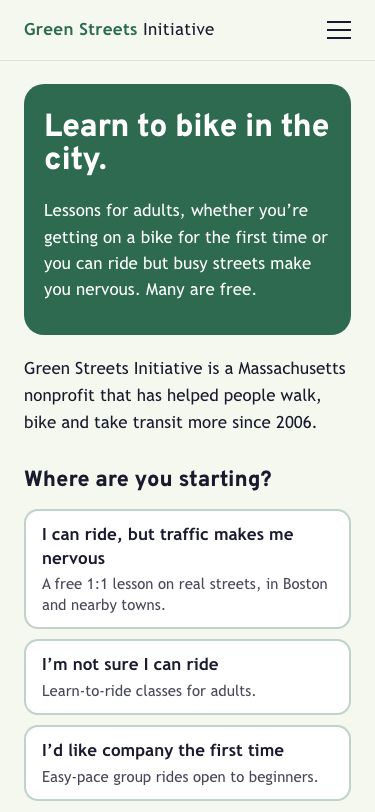 Green Streets Initiative
Learn to bike in the
city.
Lessons for adults, whether you’re
getting on a bike for the first time or
you can ride but busy streets make
you nervous. Many are free.
Green Streets Initiative is a Massachusetts
nonprofit that has helped people walk,
bike and take transit more since 2006.
Where are you starting?
I can ride, but traffic makes me
nervous
A free 1:1 lesson on real streets, in Boston
and nearby towns.
I’m not sure I can ride
Learn-to-ride classes for adults.
I’d like company the first time
Easy-pace group rides open to beginners.